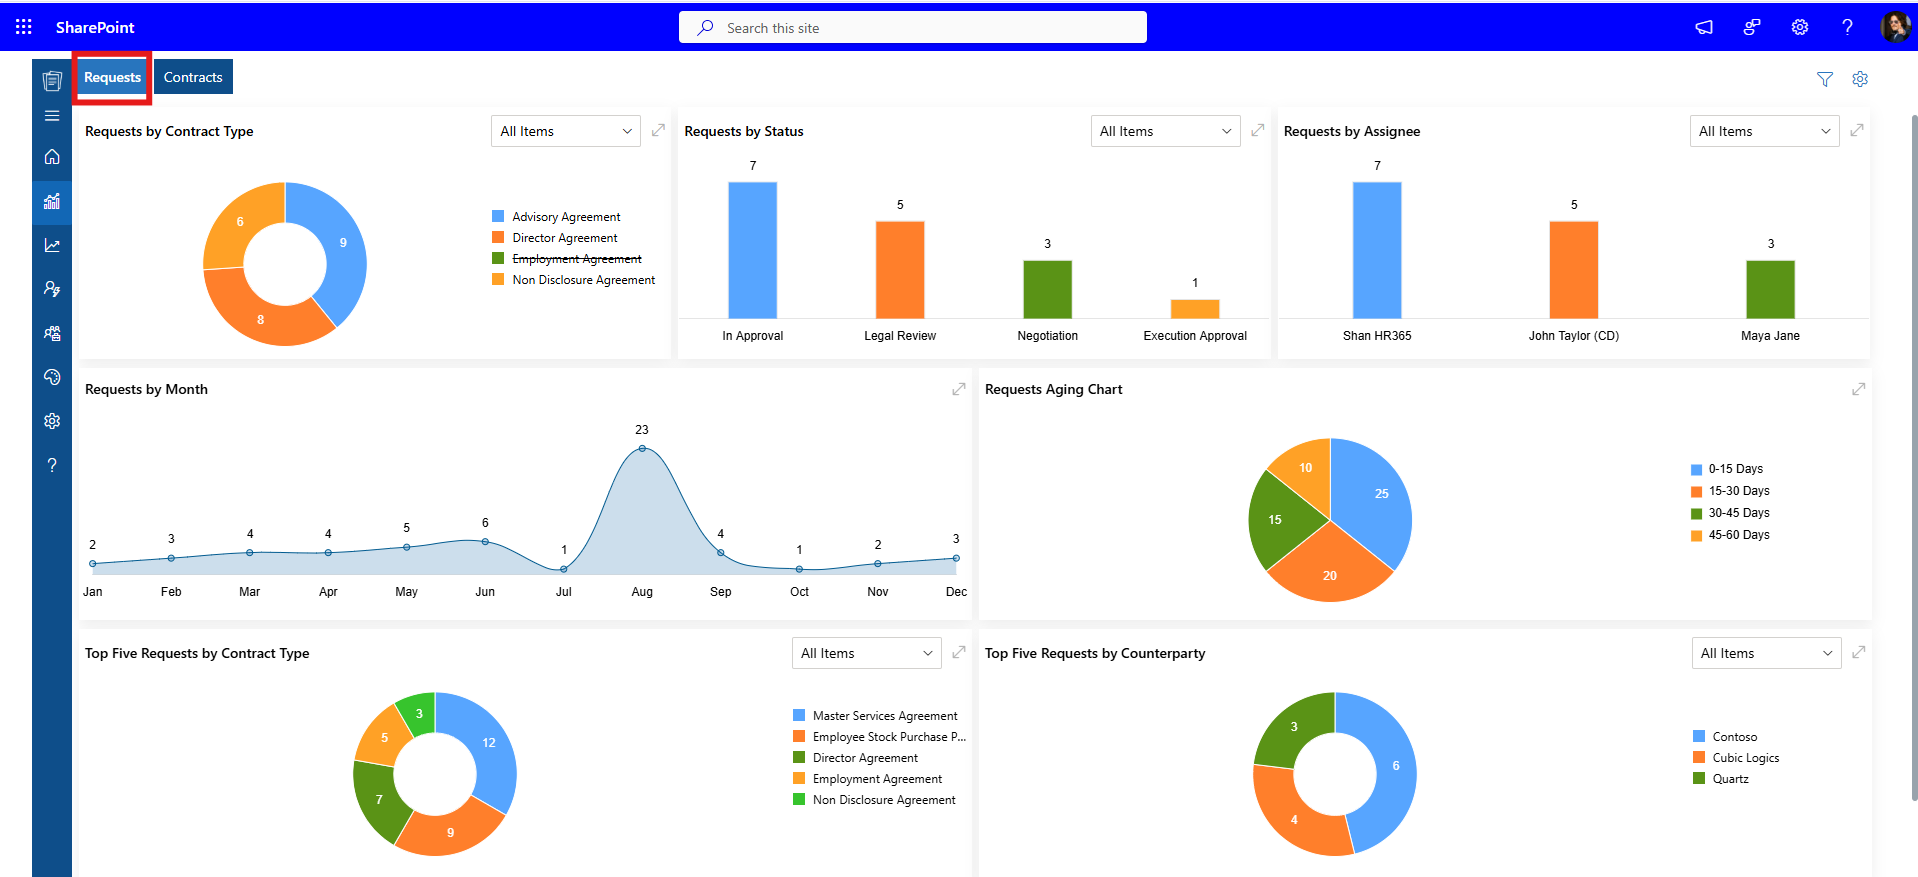 SharePoint
Search this site
Requests
Contracts
Requests by Contract Type
All Items
9
8
6
Advisory Agreement
Director Agreement
Employment Agreement
Non Disclosure Agreement
Requests by Status
All Items
7
5
3
1
In Approval
Legal Review
Negotiation
Execution Approval
Requests by Assignee
All Items
7
5
3
Shan HR365
John Taylor (CD)
Maya Jane
Requests by Month
2 3 4 4 5 6 1 23 4 1 2 3
Jan Feb Mar Apr May Jun Jul Aug Sep Oct Nov Dec
Requests Aging Chart
25
20
15
10
0-15 Days
15-30 Days
30-45 Days
45-60 Days
Top Five Requests by Contract Type
All Items
12
9
7
5
3
Master Services Agreement
Employee Stock Purchase P...
Director Agreement
Employment Agreement
Non Disclosure Agreement
Top Five Requests by Counterparty
All Items
6
4
3
Contoso
Cubic Logics
Quartz